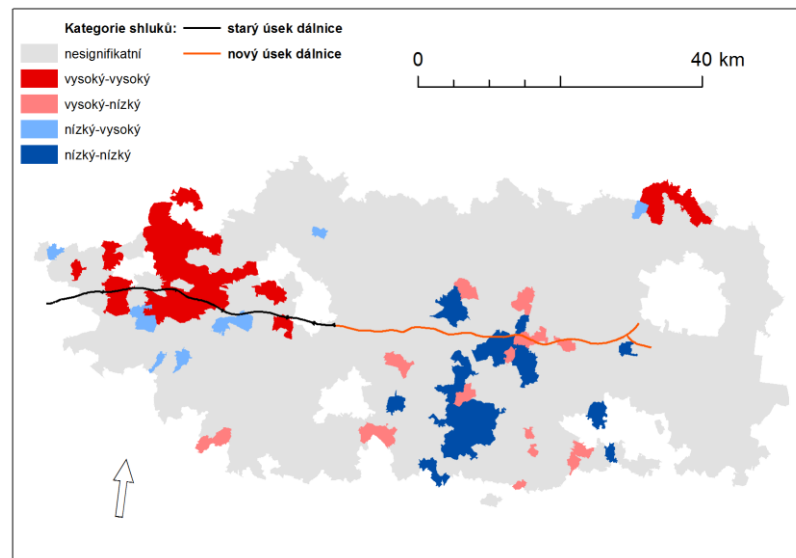 Kategorie shluků: starý úsek dálnice
nesignifikatní nový úsek dálnice
vysoký-vysoký
vysoký-nízký
nízký-vysoký
nízký-nízký
0 40 km